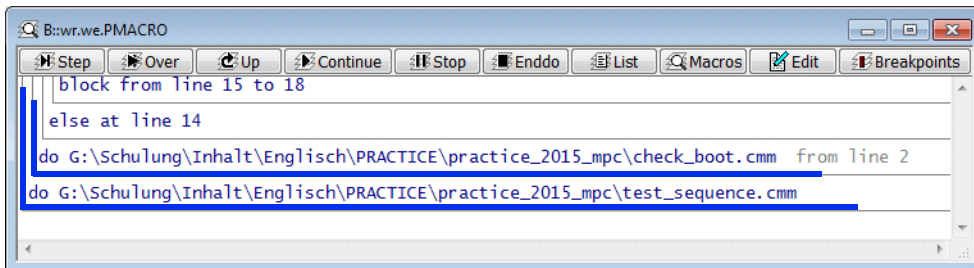 B::wr.we.PMACRO
Step Over Up Continue Stop Enddo List Macros Edit Breakpoints
block from line 15 to 18
else at line 14
do G:\Schulung\Inhalt\Englisch\PRACTICE\practice_2015_mpc\check_boot.cmm from line 2
do G:\Schulung\Inhalt\Englisch\PRACTICE\practice_2015_mpc\test_sequence.cmm